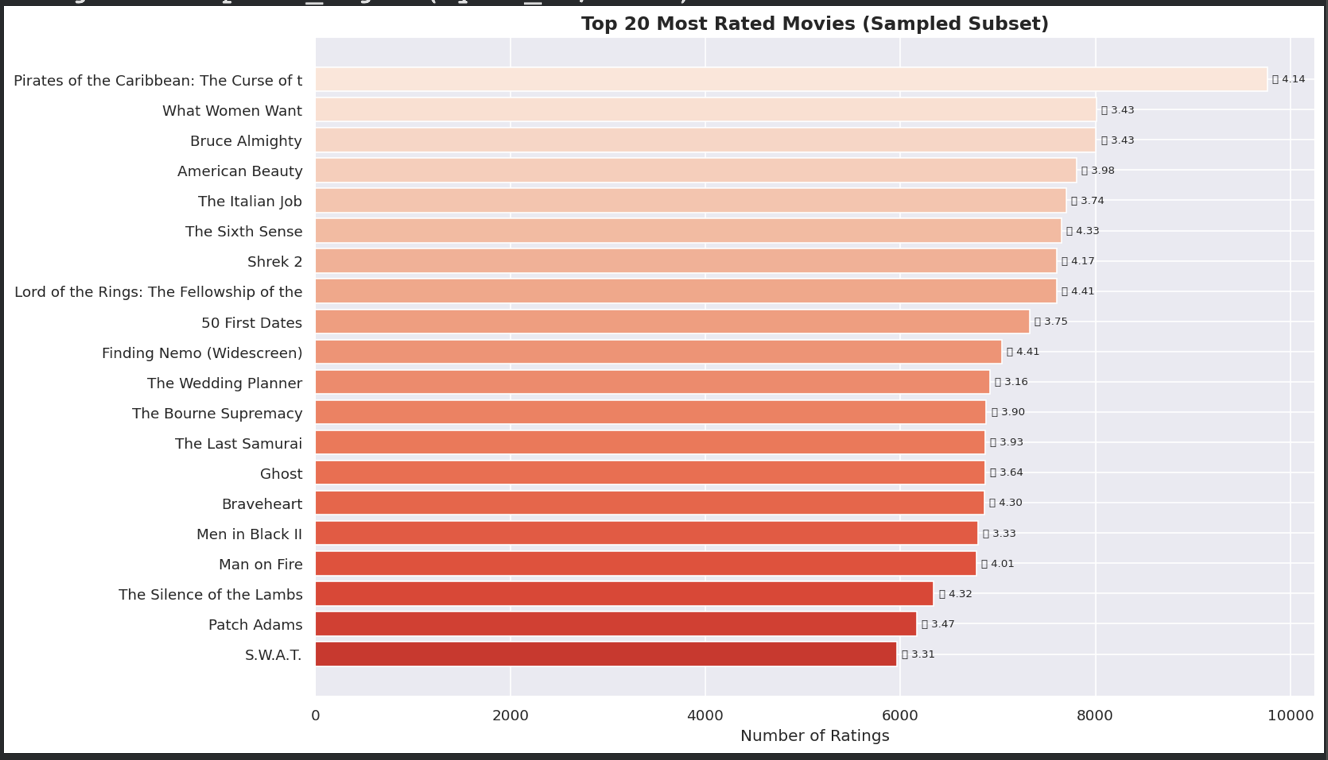 Top 20 Most Rated Movies (Sampled Subset)
Pirates of the Caribbean: The Curse of t
▯ 4.14
What Women Want
▯ 3.43
Bruce Almighty
▯ 3.43
American Beauty
▯ 3.98
The Italian Job
▯ 3.74
The Sixth Sense
▯ 4.33
Shrek 2
▯ 4.17
Lord of the Rings: The Fellowship of the
▯ 4.41
50 First Dates
▯ 3.75
Finding Nemo (Widescreen)
▯ 4.41
The Wedding Planner
▯ 3.16
The Bourne Supremacy
▯ 3.90
The Last Samurai
▯ 3.93
Ghost
▯ 3.64
Braveheart
▯ 4.30
Men in Black II
▯ 3.33
Man on Fire
▯ 4.01
The Silence of the Lambs
▯ 4.32
Patch Adams
▯ 3.47
S.W.A.T.
▯ 3.31
0 2000 4000 6000 8000 10000
Number of Ratings